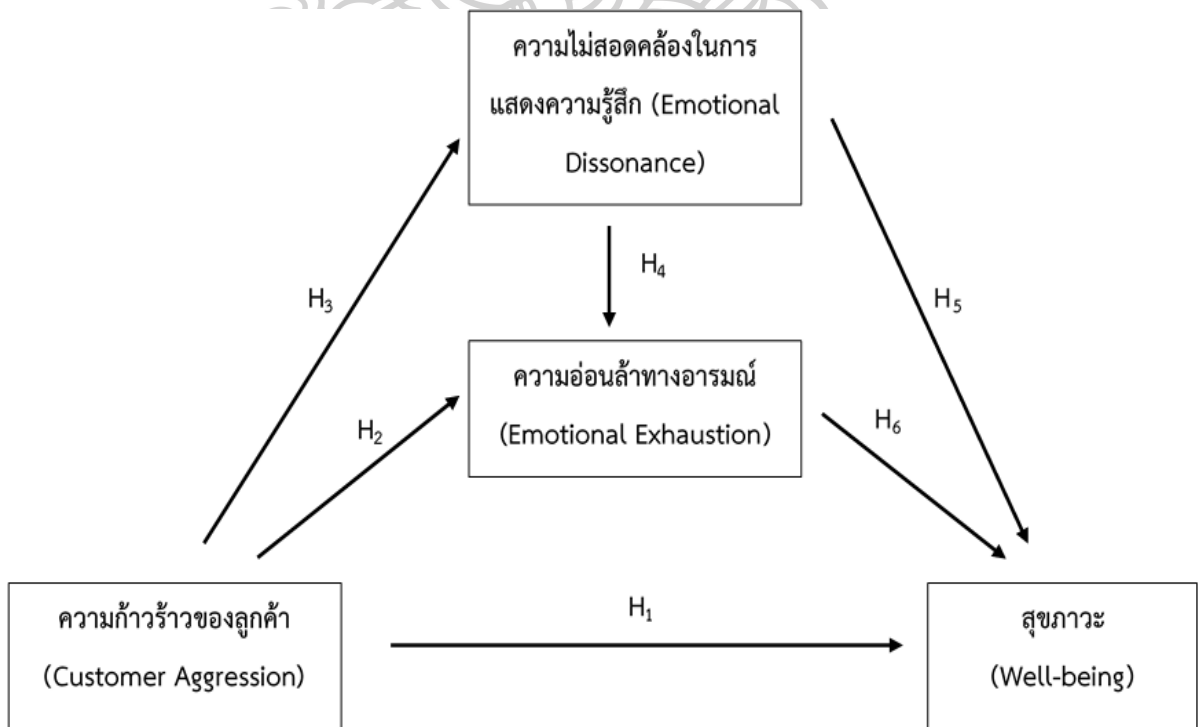 ความไม่สอดคล้องในการ
แสดงความรู้สึก (Emotional
Dissonance)
H₃
H₄
H₅
ความอ่อนล้าทางอารมณ์
(Emotional Exhaustion)
H₂
H₆
ความก้าวร้าวของลูกค้า
(Customer Aggression)
H₁
สุขภาวะ
(Well-being)